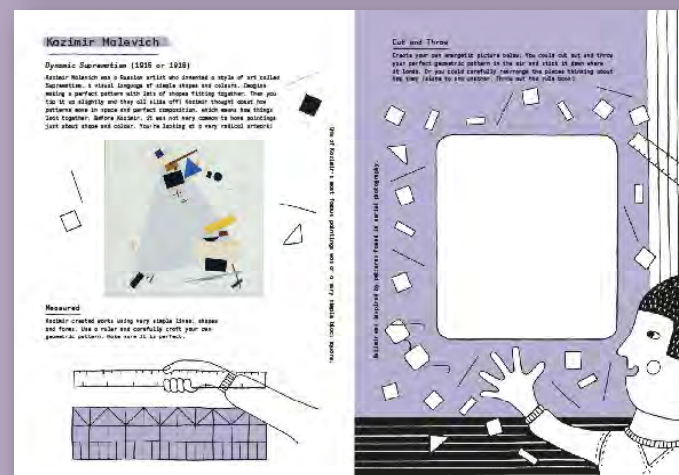 Kazimir Malevich
Dynamic Suprematism (1915 or 1916)
Kazimir Malevich was a Russian artist who invented a style of art called
Suprematism, a visual language of simple shapes and colours. Imagine
making a perfect pattern with lots of shapes fitting together. Then you
tip it up slightly and they all slide off! Kazimir thought about how
patterns move in space and perfect composition, which means how things
look together. Before Kazimir, it was not very common to have paintings
just about shape and colour. You're looking at a very radical artwork!
One of Kazimir's most famous paintings was of a very simple black square.
Measured
Kazimir created works using very simple lines, shapes
and forms. Use a ruler and carefully craft your own
geometric pattern. Make sure it is perfect.
Cut and Throw
Create your own energetic picture below. You could cut out and throw
your perfect geometric pattern in the air and stick it down where
it lands. Or you could carefully rearrange the pieces thinking about
how they relate to one another. Throw out the rule book!
Kazimir was inspired by patterns framed in aerial photography.